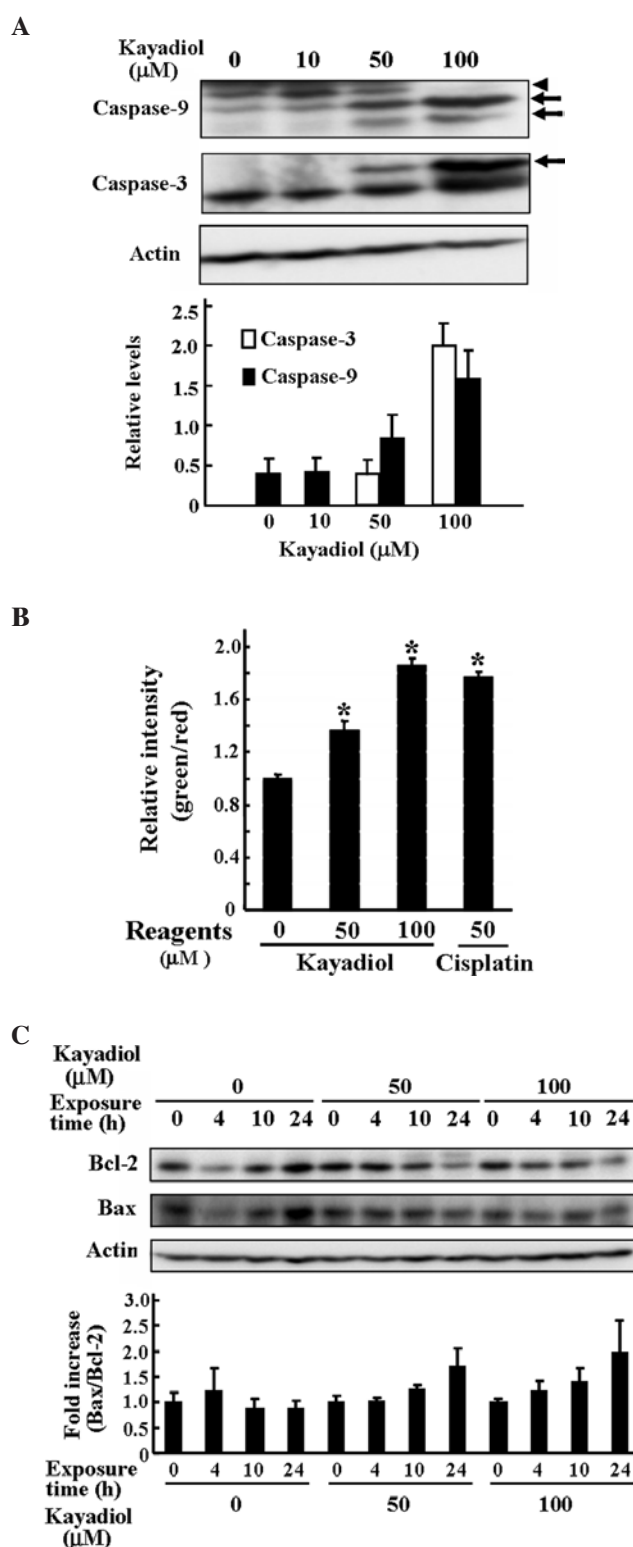 A
Kayadiol
(μM)
0 10 50 100
Caspase-9
Caspase-3
Actin
Relative levels
2.5
2.0
1.5
1.0
0.5
0
Caspase-3
Caspase-9
0 10 50 100
Kayadiol (μM)
B
Relative intensity
(green/red)
2.0
1.6
1.2
0.8
0.4
0
* * *
Reagents
(μM )
0 50 100 50
Kayadiol Cisplatin
C
Kayadiol
(μM)
0 50 100
Exposure
time (h)
0 4 10 24 0 4 10 24 0 4 10 24
Bcl-2
Bax
Actin
Fold increase
(Bax/Bcl-2)
3.0
2.5
2.0
1.5
1.0
0.5
0
Exposure
time (h)
0 4 10 24 0 4 10 24 0 4 10 24
Kayadiol
(μM)
0 50 100